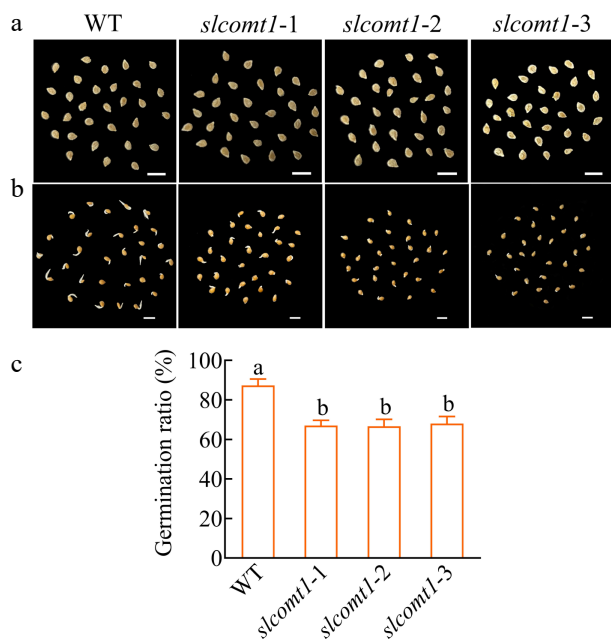 a WT slcomt1-1 slcomt1-2 slcomt1-3
b
c
Germination ratio (%)
100
80
60
40
20
0
a
b
b
b
WT
slcomt1-1
slcomt1-2
slcomt1-3